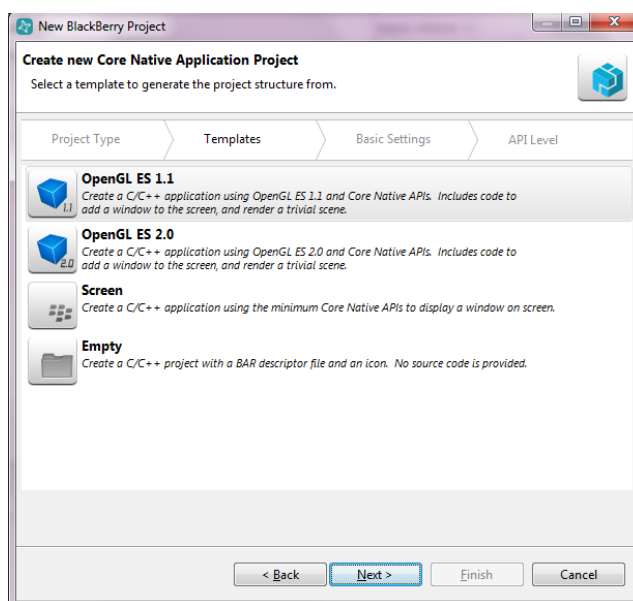 New BlackBerry Project
Create new Core Native Application Project
Select a template to generate the project structure from.
Project Type
Templates
Basic Settings
API Level
OpenGL ES 1.1
Create a C/C++ application using OpenGL ES 1.1 and Core Native APIs. Includes code to
add a window to the screen, and render a trivial scene.
1.1
OpenGL ES 2.0
Create a C/C++ application using OpenGL ES 2.0 and Core Native APIs. Includes code to
add a window to the screen, and render a trivial scene.
2.0
Screen
Create a C/C++ application using the minimum Core Native APIs to display a window on screen.
Empty
Create a C/C++ project with a BAR descriptor file and an icon. No source code is provided.
< Back
Next >
Finish
Cancel